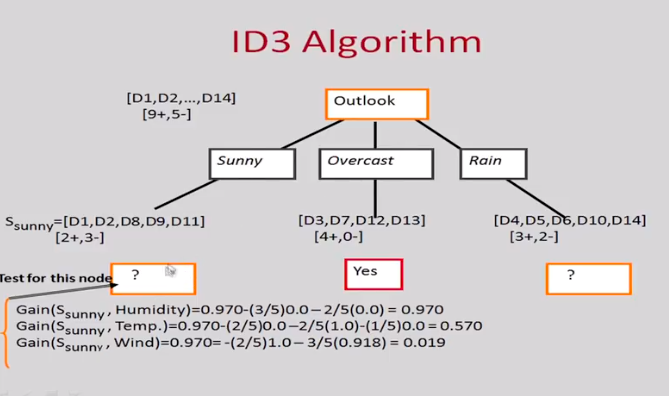 ID3 Algorithm
[D1,D2,...,D14]
[9+,5-]
Outlook
Sunny
Overcast
Rain
Ssunny=[D1,D2,D8,D9,D11]
[2+,3-]
[D3,D7,D12,D13]
[4+,0-]
[D4,D5,D6,D10,D14]
[3+,2-]
Test for this node
?
Yes
?
Gain(Ssunny , Humidity)=0.970-(3/5)0.0 – 2/5(0.0) = 0.970
Gain(Ssunny , Temp.)=0.970-(2/5)0.0 –2/5(1.0)-(1/5)0.0 = 0.570
Gain(Ssunny , Wind)=0.970= -(2/5)1.0 – 3/5(0.918) = 0.019